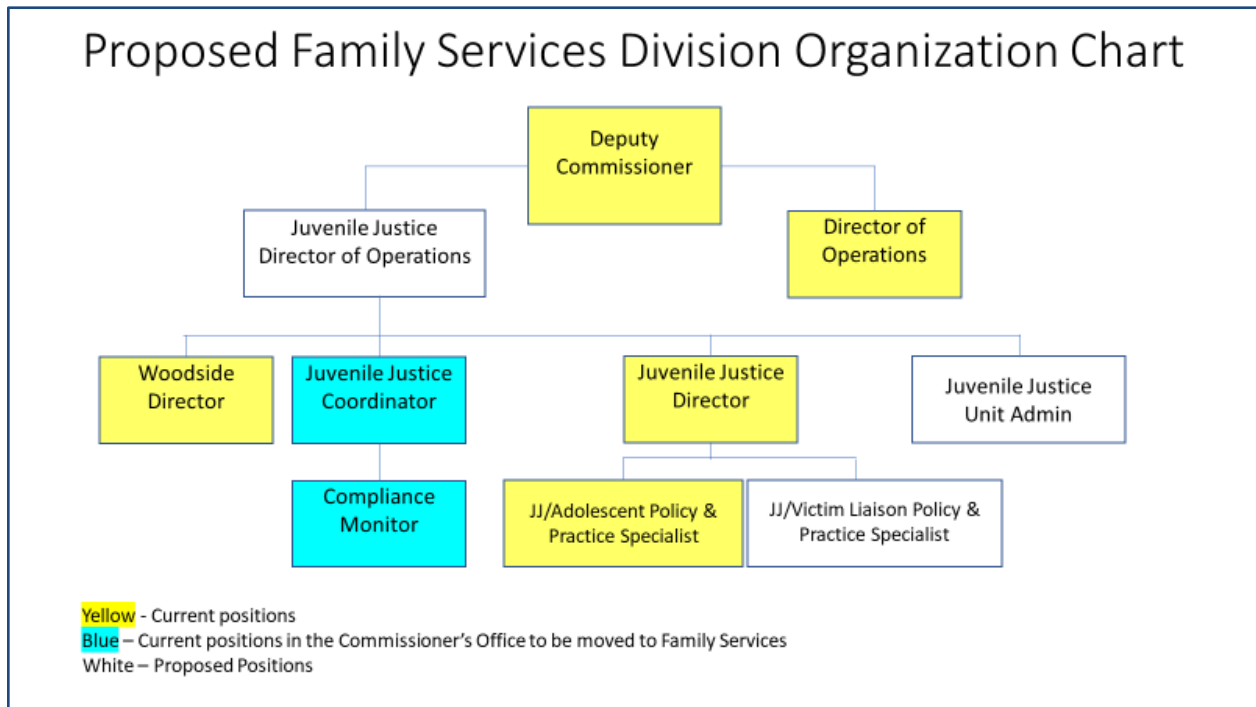 Proposed Family Services Division Organization Chart
Deputy
Commissioner
Juvenile Justice
Director of Operations
Director of
Operations
Woodside
Director
Juvenile Justice
Coordinator
Juvenile Justice
Director
Juvenile Justice
Unit Admin
Compliance
Monitor
JJ/Adolescent Policy &
Practice Specialist
JJ/Victim Liaison Policy &
Practice Specialist
Yellow - Current positions
Blue – Current positions in the Commissioner's Office to be moved to Family Services
White – Proposed Positions